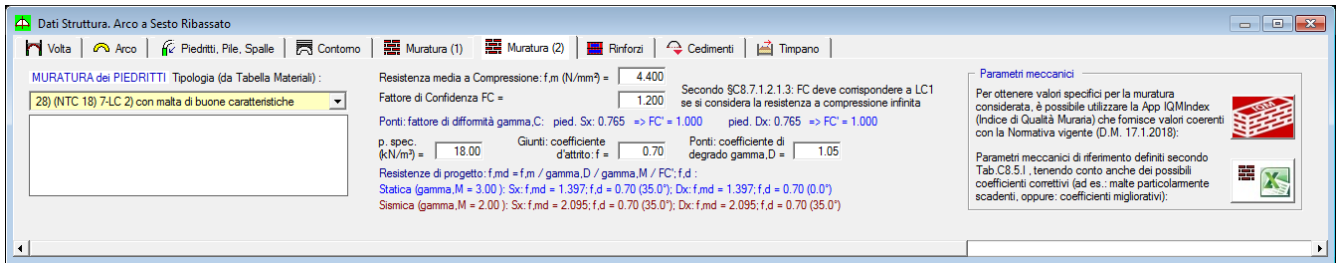 Dati Struttura. Arco a Sesto Ribassato
Volta Arco Piedritti, Pile, Spalle Contorno Muratura (1) Muratura (2) Rinforzi Cedimenti Timpano
MURATURA dei PIEDRITTI Tipologia (da Tabella Materiali) :
28) (NTC 18) 7-LC 2) con malta di buone caratteristiche
Resistenza media a Compressione: f,m (N/mm²) = 4.400
Fattore di Confidenza FC = 1.200
Secondo §C8.7.1.2.1.3: FC deve corrispondere a LC1
se si considera la resistenza a compressione infinita
Ponti: fattore di difformità gamma,C: pied. Sx: 0.765 => FC' = 1.000 pied. Dx: 0.765 => FC' = 1.000
p. spec.
(kN/m³) = 18.00
Giunti: coefficiente
d'attrito: f = 0.70
Ponti: coefficiente di
degrado gamma,D = 1.05
Resistenze di progetto: f,md = f,m / gamma,D / gamma,M / FC'; f,d :
Statica (gamma,M = 3.00 ): Sx: f,md = 1.397; f,d = 0.70 (35.0°); Dx: f,md = 1.397; f,d = 0.70 (0.0°)
Sismica (gamma,M = 2.00 ): Sx: f,md = 2.095; f,d = 0.70 (35.0°); Dx: f,md = 2.095; f,d = 0.70 (35.0°)
Parametri meccanici
Per ottenere valori specifici per la muratura
considerata, è possibile utilizzare la App IQMIndex
(Indice di Qualità Muraria) che fornisce valori coerenti
con la Normativa vigente (D.M. 17.1.2018):
IQM
Parametri meccanici di riferimento definiti secondo
Tab.C8.5.I , tenendo conto anche dei possibili
coefficienti correttivi (ad es.: malte particolarmente
scadenti, oppure: coefficienti migliorativi):